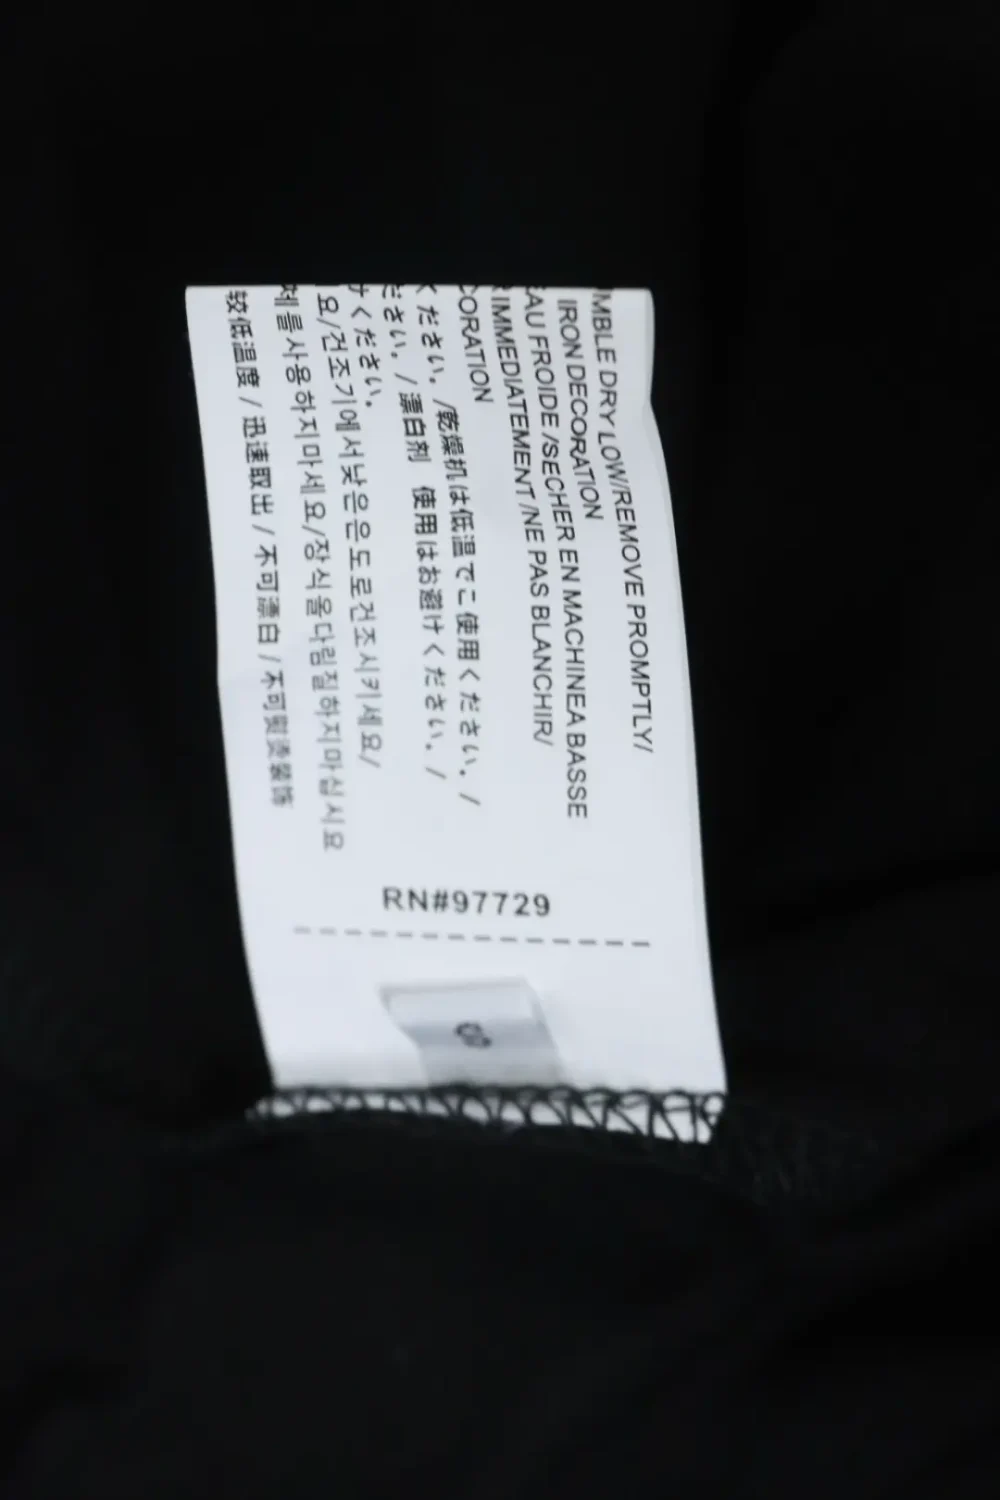 MBLE DRY LOW/REMOVE PROMPTLY/
IRON DECORATION
EAU FROIDE /SECHER EN MACHINEA BASSE
IMMEDIATEMENT /NE PAS BLANCHIR/
CORATION
ください。/乾燥机は低温でご使用ください。/
ださい。/漂白剤 使用はお避けください。/
けください。
요/건조기에서낮은온도로건조시키세요/
제를사용하지마세요/장식을다림질하지마십시요
较低温度 / 迅速取出 / 不可漂白 / 不可熨烫装饰
RN#97729